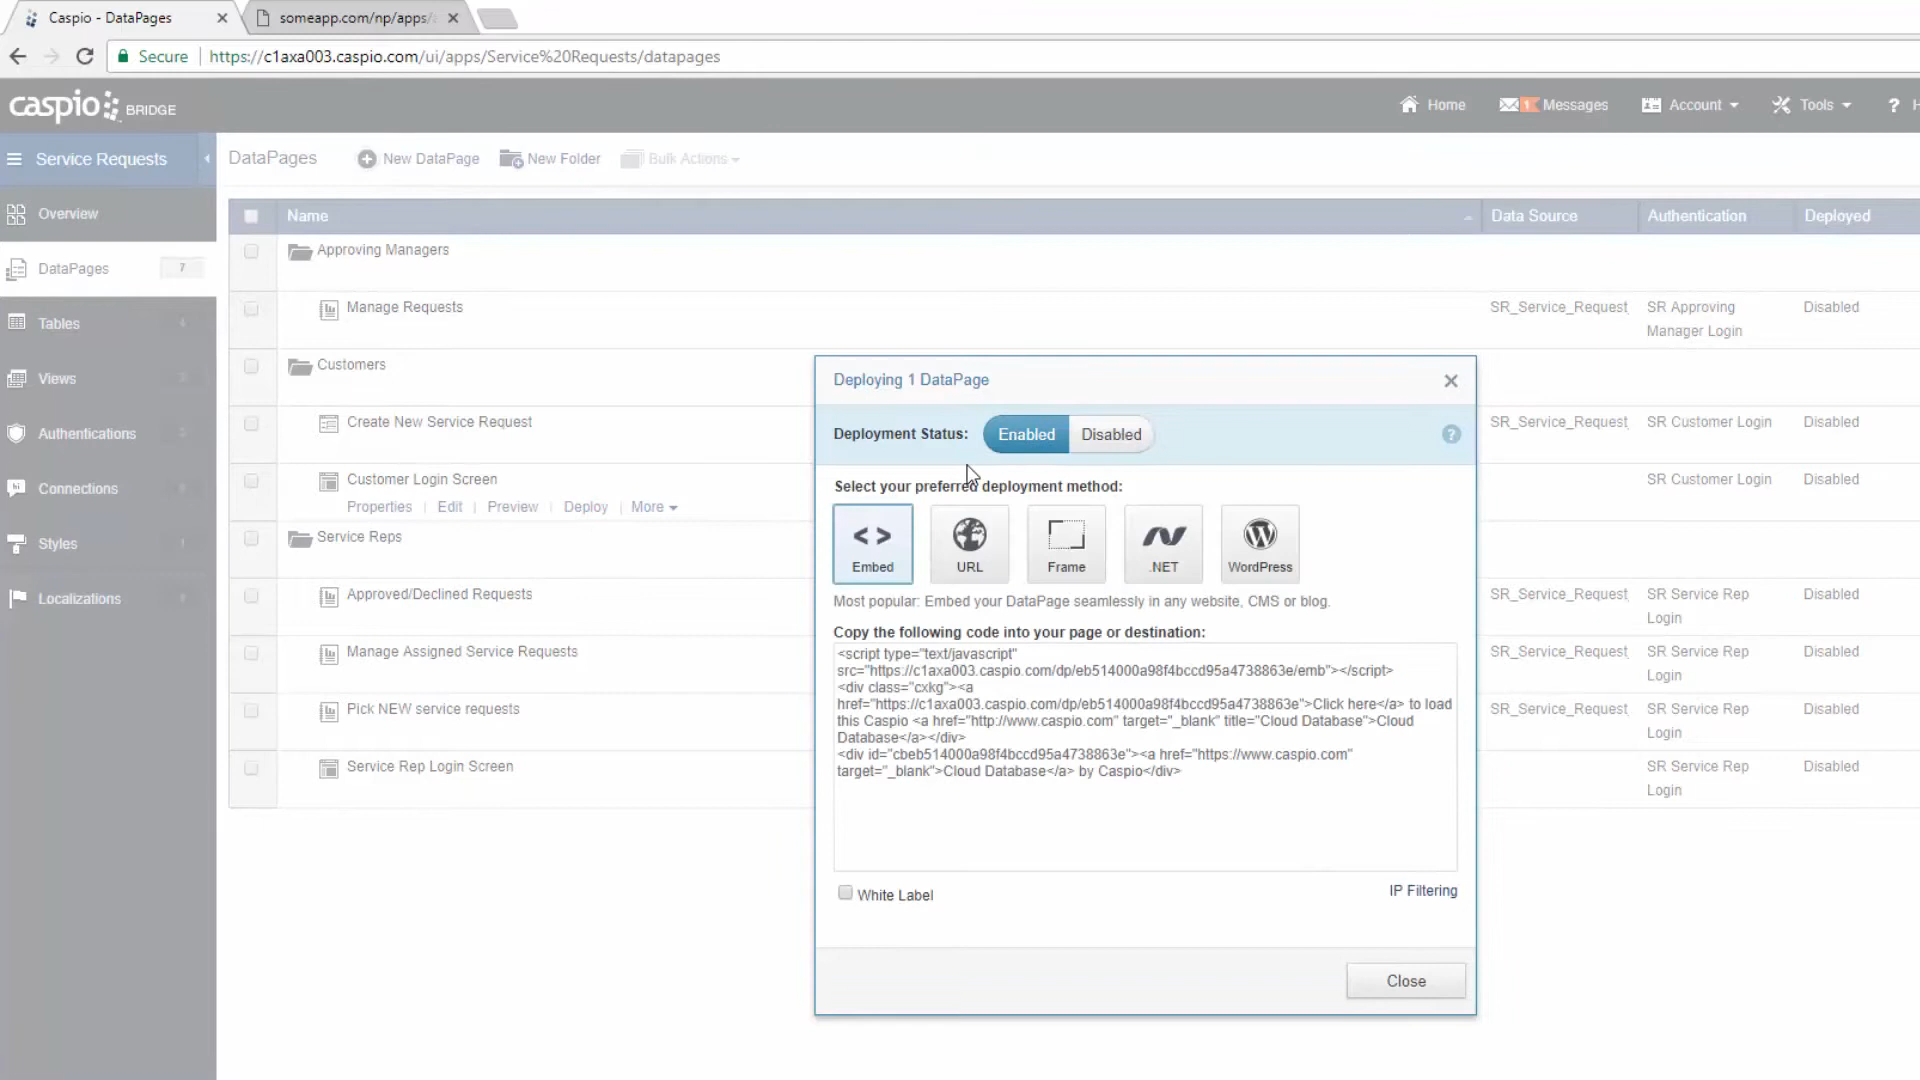 Caspio - DataPages
someapp.com/np/apps/
Secure
https://c1axa003.caspio.com/ui/apps/Service%20Requests/datapages
caspio BRIDGE
Home
1
Messages
Account
Tools
?
Service Requests
DataPages
New DataPage
New Folder
Bulk Actions
Overview
DataPages
7
Tables
Views
Authentications
Connections
Styles
Localizations
Name
Data Source
Authentication
Deployed
Approving Managers
Manage Requests
SR_Service_Request
SR Approving
Manager Login
Disabled
Customers
Create New Service Request
SR_Service_Request
SR Customer Login
Disabled
Customer Login Screen
SR Customer Login
Properties | Edit | Preview | Deploy | More
Service Reps
Approved/Declined Requests
SR_Service_Request
SR Service Rep
Login
Disabled
Manage Assigned Service Requests
SR_Service_Request
SR Service Rep
Login
Disabled
Pick NEW service requests
SR_Service_Request
SR Service Rep
Login
Disabled
Service Rep Login Screen
SR Service Rep
Login
Disabled
Deploying 1 DataPage
Deployment Status:
Enabled
Disabled
?
Select your preferred deployment method:
< >
Embed
URL
Frame
.NET
WordPress
Most popular: Embed your DataPage seamlessly in any website, CMS or blog.
Copy the following code into your page or destination:
<script type="text/javascript"
src="https://c1axa003.caspio.com/dp/eb514000a98f4bccd95a4738863e/emb"></script>
<div class="cxkg"><a
href="https://c1axa003.caspio.com/dp/eb514000a98f4bccd95a4738863e">Click here</a> to load
this Caspio <a href="http://www.caspio.com" target="_blank" title="Cloud Database">Cloud
Database</a></div>
<div id="cbeb514000a98f4bccd95a4738863e"><a href="https://www.caspio.com"
target="_blank">Cloud Database</a> by Caspio</div>
White Label
IP Filtering
Close